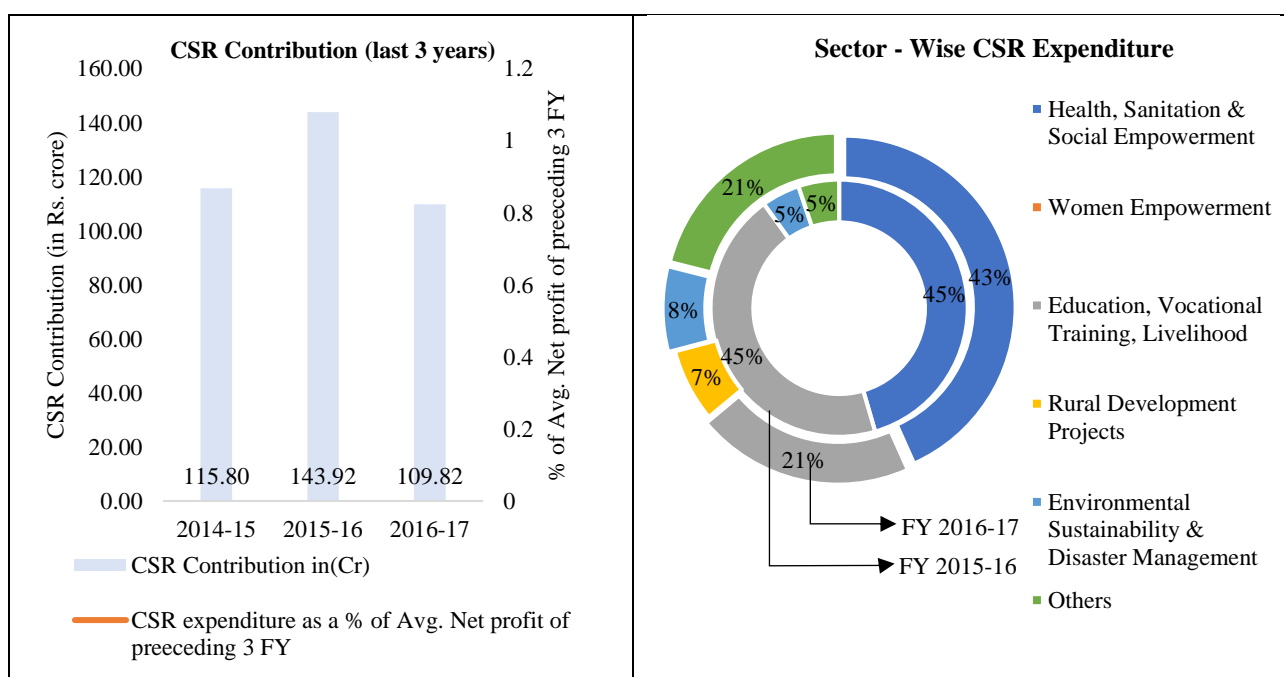 CSR Contribution (last 3 years)
CSR Contribution (in Rs. crore)
160.00
140.00
120.00
100.00
80.00
60.00
40.00
20.00
0.00
115.80
143.92
109.82
2014-15
2015-16
2016-17
1.2
1
0.8
0.6
0.4
0.2
0
% of Avg. Net profit of preceding 3 FY
CSR Contribution in(Cr)
CSR expenditure as a % of Avg. Net profit of
preeceding 3 FY
Sector - Wise CSR Expenditure
21%
5%
5%
43%
45%
8%
45%
7%
21%
FY 2016-17
FY 2015-16
Health, Sanitation &
Social Empowerment
Women Empowerment
Education, Vocational
Training, Livelihood
Rural Development
Projects
Environmental
Sustainability &
Disaster Management
Others